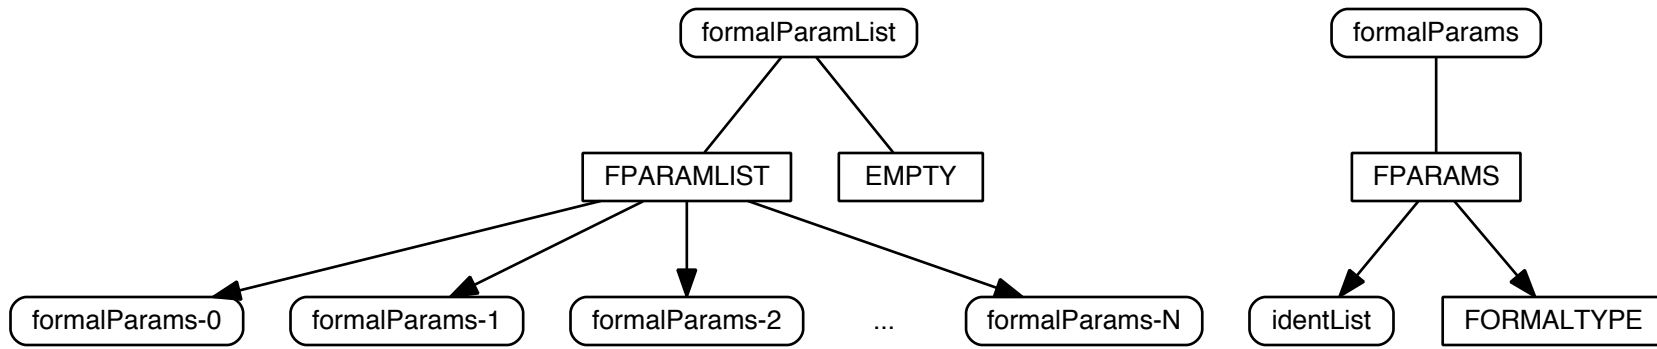 formalParamList
formalParams
FPARAMLIST
EMPTY
FPARAMS
formalParams-0
formalParams-1
formalParams-2
...
formalParams-N
identList
FORMALTYPE